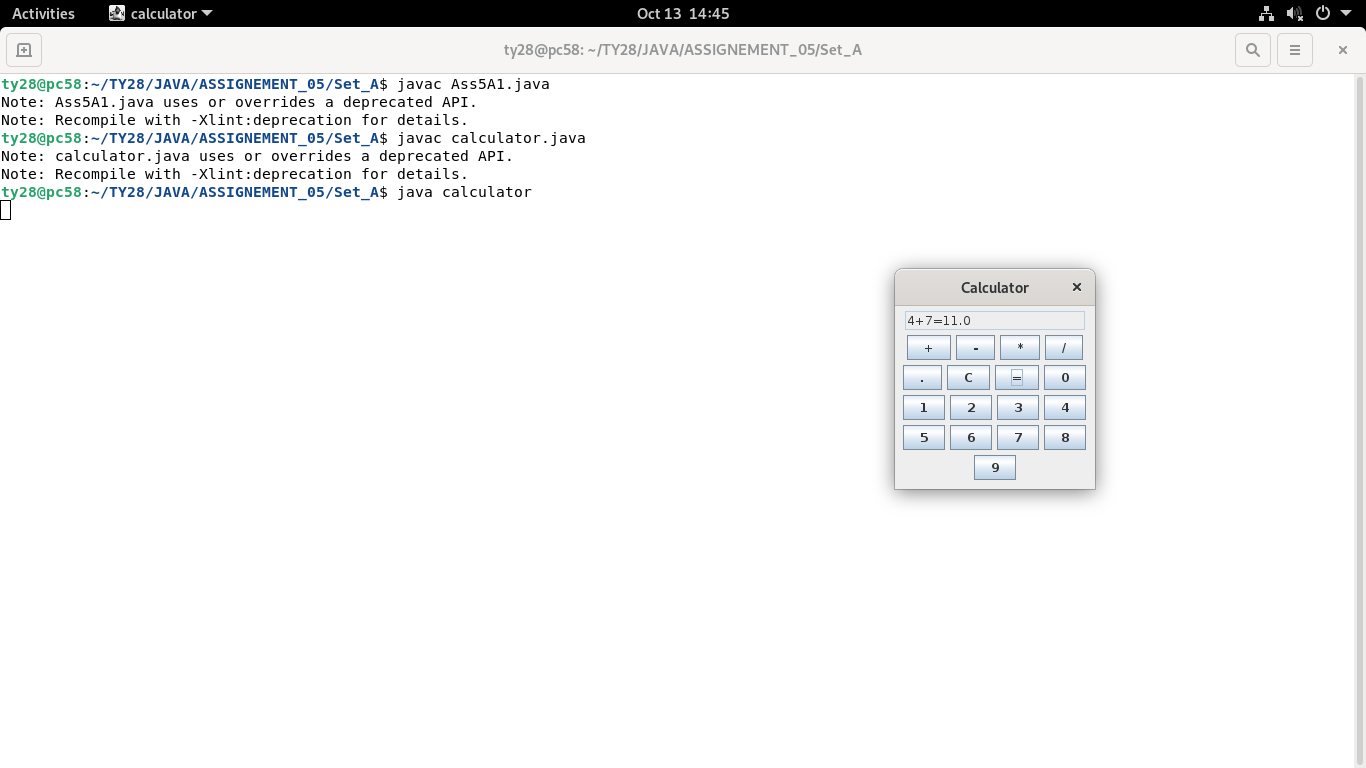 Activities calculator Oct 13 14:45
ty28@pc58: ~/TY28/JAVA/ASSIGNEMENT_05/Set_A
ty28@pc58:~/TY28/JAVA/ASSIGNEMENT_05/Set_A$ javac Ass5A1.java
Note: Ass5A1.java uses or overrides a deprecated API.
Note: Recompile with -Xlint:deprecation for details.
ty28@pc58:~/TY28/JAVA/ASSIGNEMENT_05/Set_A$ javac calculator.java
Note: calculator.java uses or overrides a deprecated API.
Note: Recompile with -Xlint:deprecation for details.
ty28@pc58:~/TY28/JAVA/ASSIGNEMENT_05/Set_A$ java calculator
Calculator
4+7=11.0
+ - * /
. C = 0
1 2 3 4
5 6 7 8
9